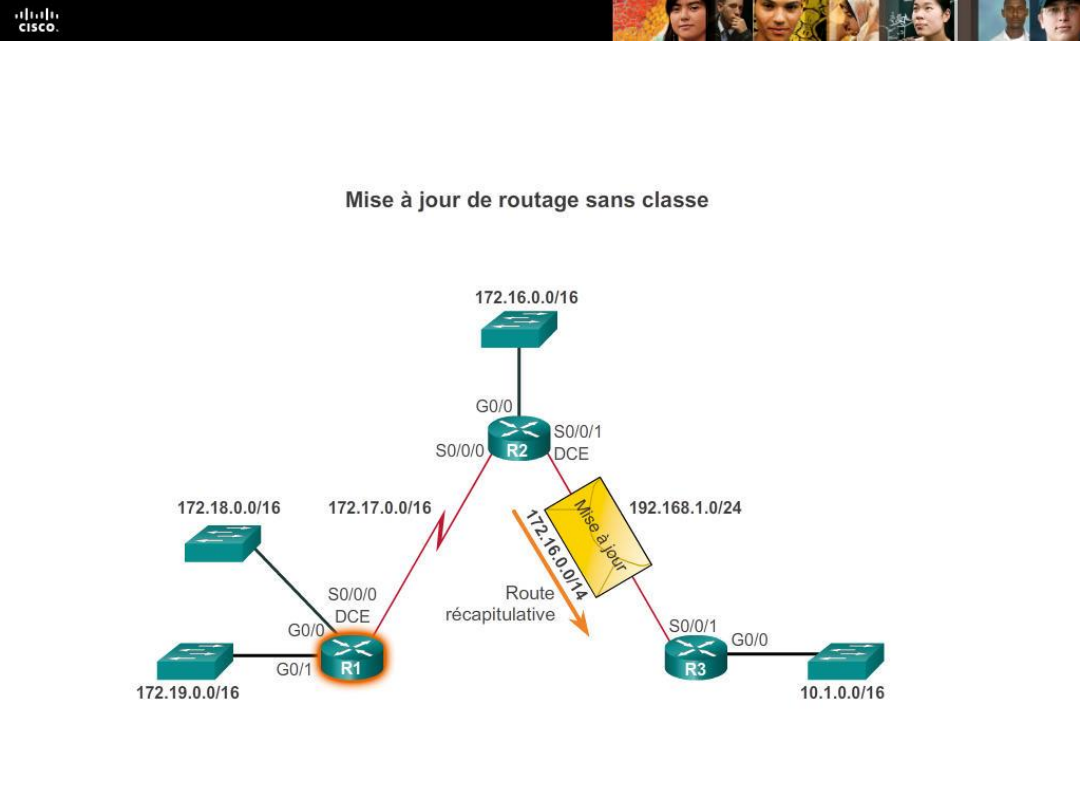 CISCO.
Mise à jour de routage sans classe
172.16.0.0/16
G0/0
S0/0/0
R2
S0/0/1
DCE
172.18.0.0/16
172.17.0.0/16
192.168.1.0/24
Mise à jour
172.16.0.0/14
Route
récapitulative
S0/0/0
DCE
G0/0
G0/1
R1
172.19.0.0/16
S0/0/1
G0/0
R3
10.1.0.0/16